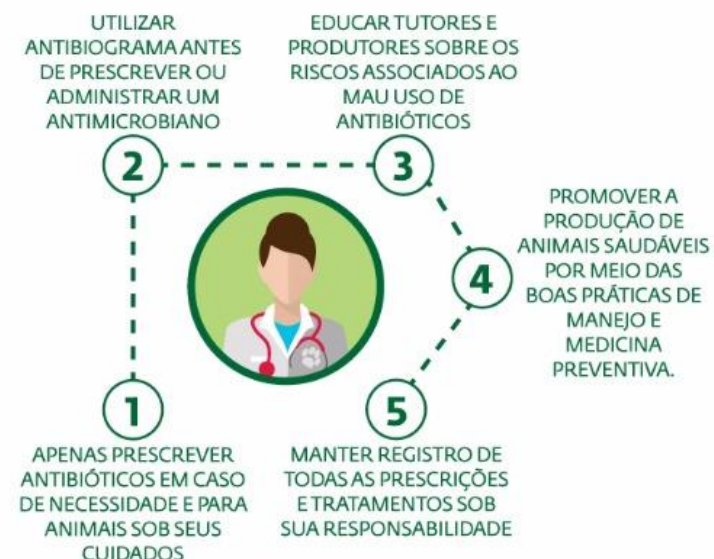 1
APENAS PRESCREVER
ANTIBIÓTICOS EM CASO
DE NECESSIDADE E PARA
ANIMAIS SOB SEUS
CUIDADOS
2
UTILIZAR
ANTIBIOGRAMA ANTES
DE PRESCREVER OU
ADMINISTRAR UM
ANTIMICROBIANO
3
EDUCAR TUTORES E
PRODUTORES SOBRE OS
RISCOS ASSOCIADOS AO
MAU USO DE
ANTIBIÓTICOS
4
PROMOVER A
PRODUÇÃO DE
ANIMAIS SAUDÁVEIS
POR MEIO DAS
BOAS PRÁTICAS DE
MANEJO E
MEDICINA
PREVENTIVA.
5
MANTER REGISTRO DE
TODAS AS PRESCRIÇÕES
E TRATAMENTOS SOB
SUA RESPONSABILIDADE